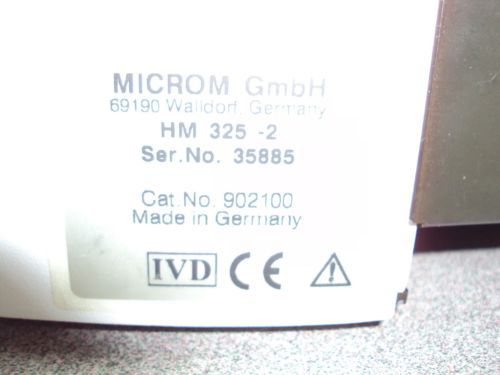 MICROM GmbH
69190 Walldorf, Germany
HM 325 -2
Ser.No. 35885
Cat.No. 902100
Made in Germany
IVD CE